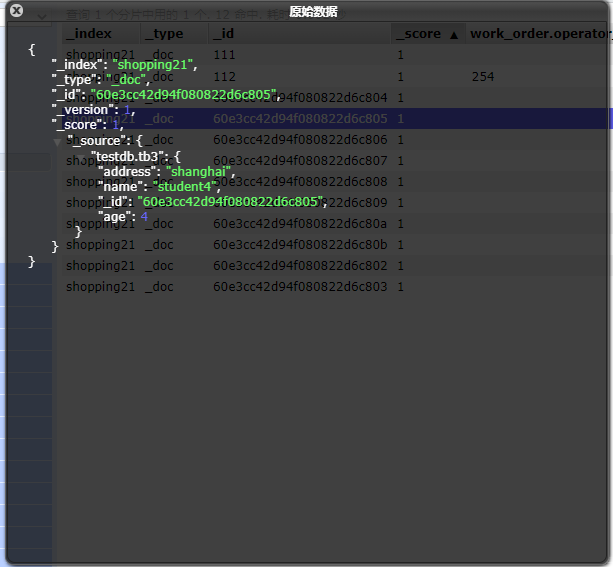 原始数据
查询 1 个分片中用的 1 个. 12 命中. 耗时
_index _type _id _score ▲ work_order.operator_
shopping21 _doc 111 1
shopping21 _doc 112 1 254
shopping21 _doc 60e3cc42d94f080822d6c804 1
shopping21 _doc 60e3cc42d94f080822d6c805 1
shopping21 _doc 60e3cc42d94f080822d6c806 1
shopping21 _doc 60e3cc42d94f080822d6c807 1
shopping21 _doc 60e3cc42d94f080822d6c808 1
shopping21 _doc 60e3cc42d94f080822d6c809 1
shopping21 _doc 60e3cc42d94f080822d6c80a 1
shopping21 _doc 60e3cc42d94f080822d6c80b 1
shopping21 _doc 60e3cc42d94f080822d6c802 1
shopping21 _doc 60e3cc42d94f080822d6c803 1
{
"_index": "shopping21",
"_type": "_doc",
"_id": "60e3cc42d94f080822d6c805",
"_version": 1,
"_score": 1,
"_source": {
"testdb.tb3": {
"address": "shanghai",
"name": "student4",
"_id": "60e3cc42d94f080822d6c805",
"age": 4
}
}
}